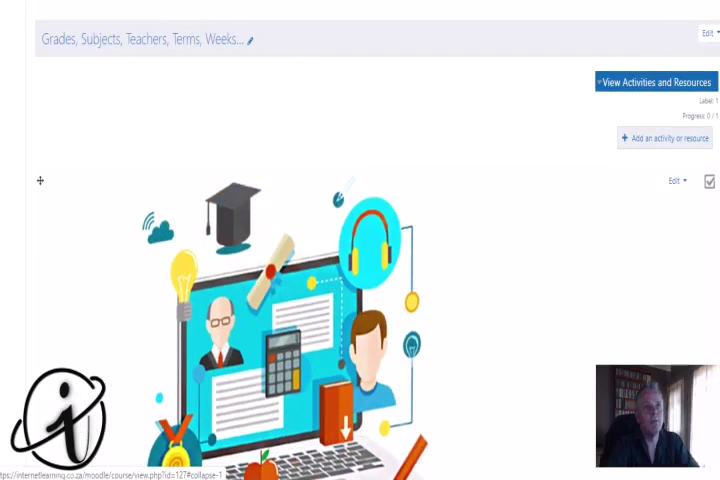 Grades, Subjects, Teachers, Terms, Weeks...
Edit
View Activities and Resources
Label: 1
Progress: 0 / 1
+ Add an activity or resource
Edit
i
ttps://internetlearning.co.za/moodle/course/view.php?id=127#collapse-1